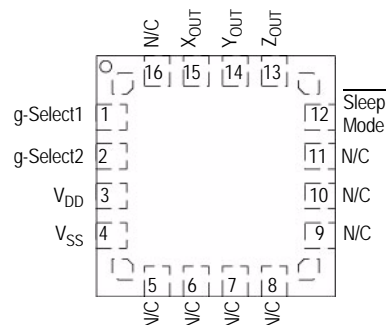 N/C
XOUT
YOUT
ZOUT
16 15 14 13
g-Select1 1
g-Select2 2
VDD 3
VSS 4
12 Sleep
Mode
11 N/C
10 N/C
9 N/C
5 6 7 8
N/C
N/C
N/C
N/C